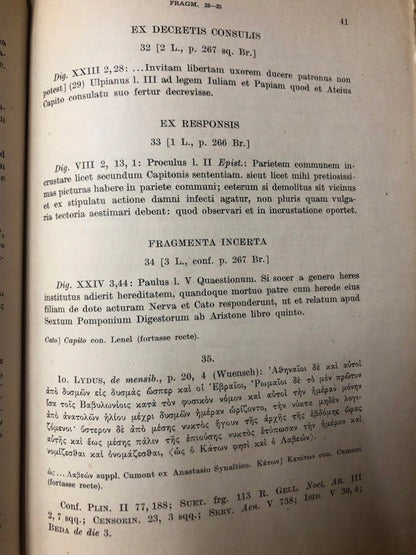 FRAGM. 28–35
41
EX DECRETIS CONSULIS
32 [2 L., p. 267 sq. Br.]
Dig. XXIII 2, 28: ...Invitam libertam uxorem ducere patronus non
potest] (29) Ulpianus l. III ad legem Iuliam et Papiam quod et Ateius
Capito consulatu suo fertur decrevisse.
EX RESPONSIS
33 [1 L., p. 266 Br.]
Dig. VIII 2, 13, 1: Proculus l. II Epist.: Parietem communem in-
crustare licet secundum Capitonis sententiam. sicut licet mihi pretiosissi-
mas picturas habere in pariete communi; ceterum si demolitus sit vicinus
et ex stipulatu actione damni infecti agatur, non pluris quam vulga-
ria tectoria aestimari debent: quod observari et in incrustatione oportet.
FRAGMENTA INCERTA
34 [3 L., conf. p. 267 Br.]
Dig. XXIV 3,44: Paulus l. V Quaestionum. Si socer a genero heres
institutus adierit hereditatem, quandoque mortuo patre cum herede eius
filiam de dote acturam Nerva et Cato responderunt, ut et relatum apud
Sextum Pomponium Digestorum ab Aristone libro quinto.
Cato] Capito con. Lenel (fortasse recte).
35.
Io. LYDUS, de mensib., p. 20, 4 (Wuensch): Ἀθηναῖοι δὲ καὶ αὐτοὶ
ἀπὸ δυσμῶν εἰς δυσμὰς ὥσπερ καὶ οἱ Ἑβραῖοι, Ῥωμαῖοι δὲ τὸ μὲν πρῶτον
ἴσα τοῖς Βαβυλωνίοις κατὰ τὸν φυσικὸν νόμον καὶ αὐτοὶ τὴν ἡμέραν μόνην
ἀπὸ ἀνατολῶν ἡλίου μέχρι δυσμῶν ἡμέραν ὡρίζοντο, τὴν νύκτα μηδὲν λογι-
ζόμενοι· ὕστερον δὲ ἀπὸ μέσης νυκτὸς ἤγουν τῆς ἀρχῆς τῆς ἑβδόμης ὥρας
αὐτῆς καὶ ἕως μέσης πάλιν τῆς ἐπιούσης νυκτὸς ἐτύπωσαν τὴν ἡμέραν καὶ
νομίζεσθαι καὶ ὀνομάζεσθαι, ⟨ὡς ὁ Κάτων φησὶ καὶ ὁ Λαβεών⟩.
ὡς ... Λαβεών suppl. Cumont ex Anastasio Synaitico. Κάτων] Καπίτων con. Cumont
(fortasse recte).
Conf. PLIN. II 77, 188; SUET. frg. 113 R. GELL. Noct. Att. III
2, 7 sqq.; CENSORIN. 23, 3 sqq.; SERV. Aen. V 738; ISID. V 30, 4;
BEDA de die 3.